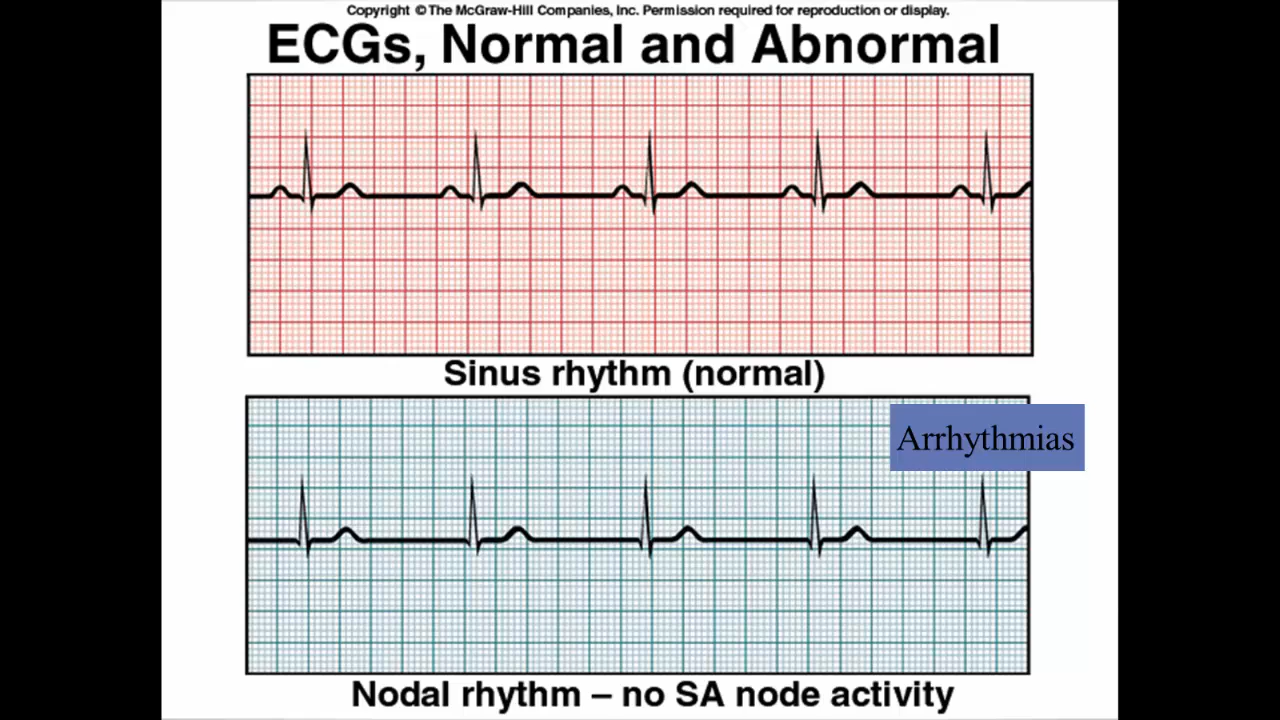 Copyright © The McGraw-Hill Companies, Inc. Permission required for reproduction or display.
ECGs, Normal and Abnormal
Sinus rhythm (normal)
Arrhythmias
Nodal rhythm – no SA node activity